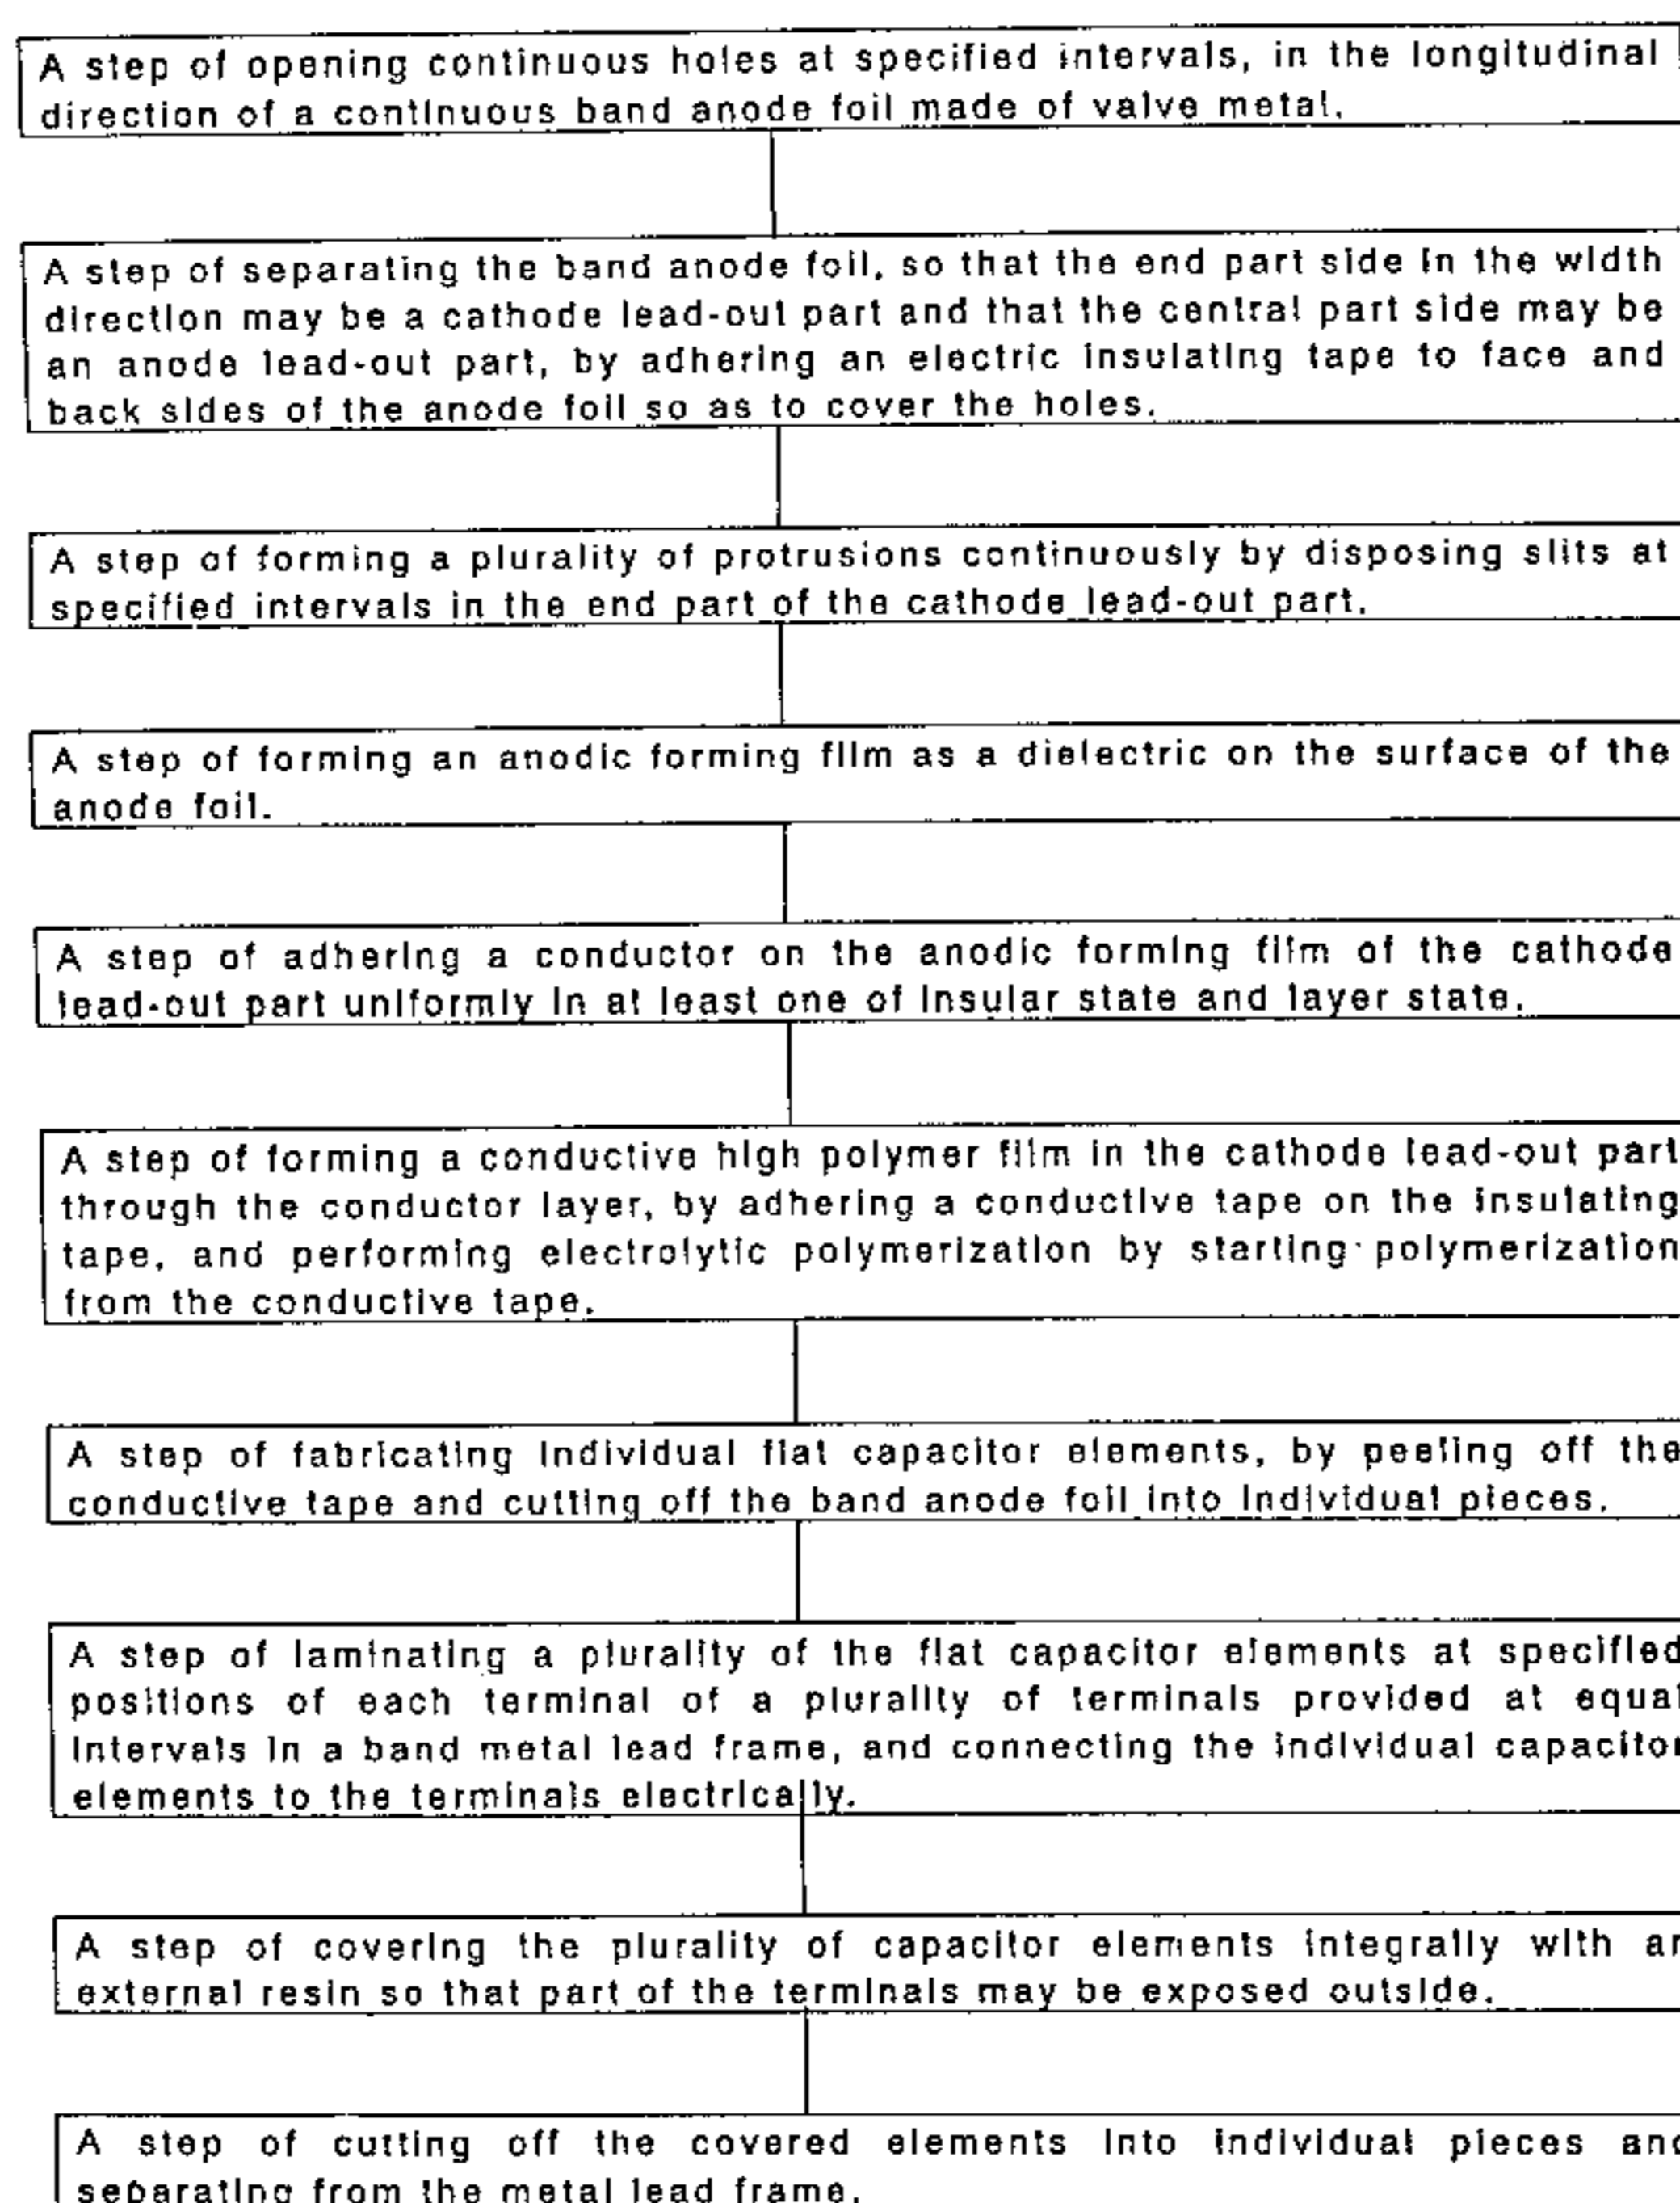 A step of opening continuous holes at specified intervals, in the longitudinal
direction of a continuous band anode foil made of valve metal.
A step of separating the band anode foil, so that the end part side in the width
direction may be a cathode lead-out part and that the central part side may be
an anode lead-out part, by adhering an electric insulating tape to face and
back sides of the anode foil so as to cover the holes.
A step of forming a plurality of protrusions continuously by disposing slits at
specified intervals in the end part of the cathode lead-out part.
A step of forming an anodic forming film as a dielectric on the surface of the
anode foil.
A step of adhering a conductor on the anodic forming film of the cathode
lead-out part uniformly in at least one of insular state and layer state.
A step of forming a conductive high polymer film in the cathode lead-out part
through the conductor layer, by adhering a conductive tape on the insulating
tape, and performing electrolytic polymerization by starting polymerization
from the conductive tape.
A step of fabricating individual flat capacitor elements, by peeling off the
conductive tape and cutting off the band anode foil into individual pieces.
A step of laminating a plurality of the flat capacitor elements at specified
positions of each terminal of a plurality of terminals provided at equal
intervals in a band metal lead frame, and connecting the individual capacitor
elements to the terminals electrically.
A step of covering the plurality of capacitor elements integrally with an
external resin so that part of the terminals may be exposed outside.
A step of cutting off the covered elements into individual pieces and
separating from the metal lead frame.